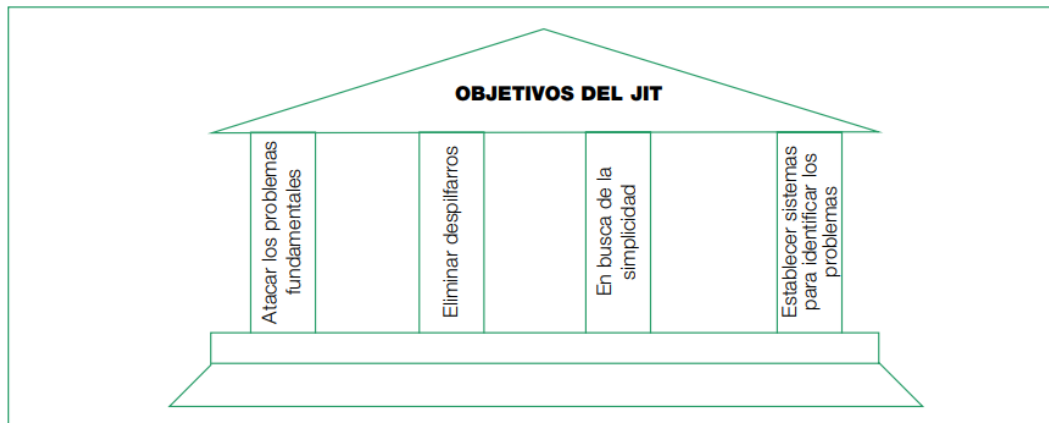 OBJETIVOS DEL JIT
Atacar los problemas
fundamentales
Eliminar despilfarros
En busca de la
simplicidad
Establecer sistemas
para identificar los
problemas